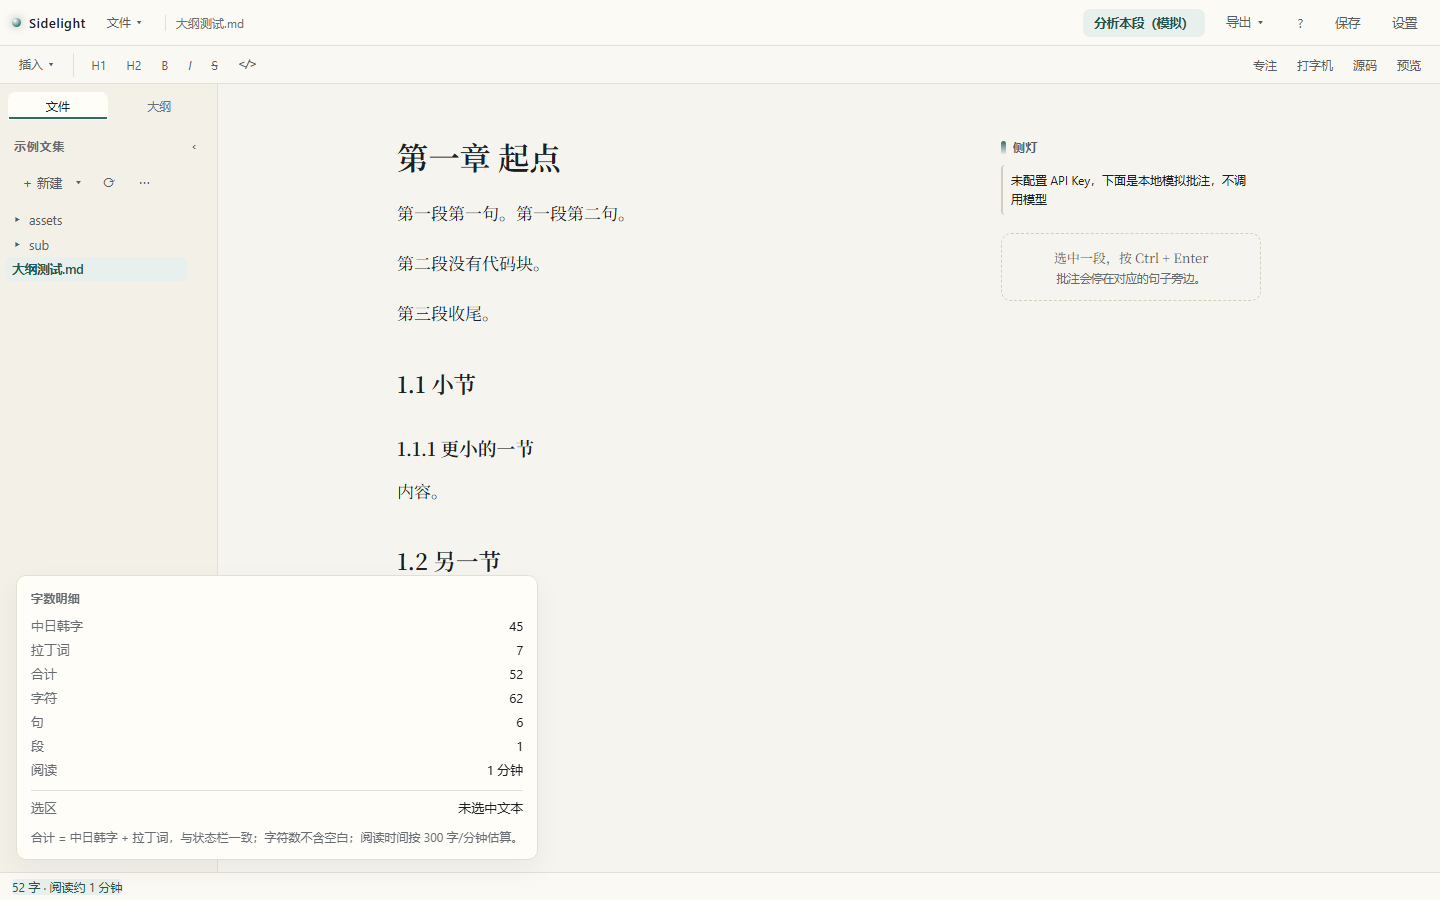 Sidelight 文件 ▾ 大纲测试.md 分析本段（模拟） 导出 ▾ ? 保存 设置
插入 ▾ H1 H2 B I S </> 专注 打字机 源码 预览
文件 大纲
示例文集 ‹
+ 新建 ▾ ⟳ ···
▸ assets
▸ sub
大纲测试.md
第一章 起点
第一段第一句。第一段第二句。
第二段没有代码块。
第三段收尾。
1.1 小节
1.1.1 更小的一节
内容。
1.2 另一节
侧灯
未配置 API Key，下面是本地模拟批注，不调
用模型
选中一段，按 Ctrl + Enter
批注会停在对应的句子旁边。
字数明细
中日韩字 45
拉丁词 7
合计 52
字符 62
句 6
段 1
阅读 1 分钟
选区 未选中文本
合计 = 中日韩字 + 拉丁词，与状态栏一致；字符数不含空白；阅读时间按 300 字/分钟估算。
52 字 · 阅读约 1 分钟